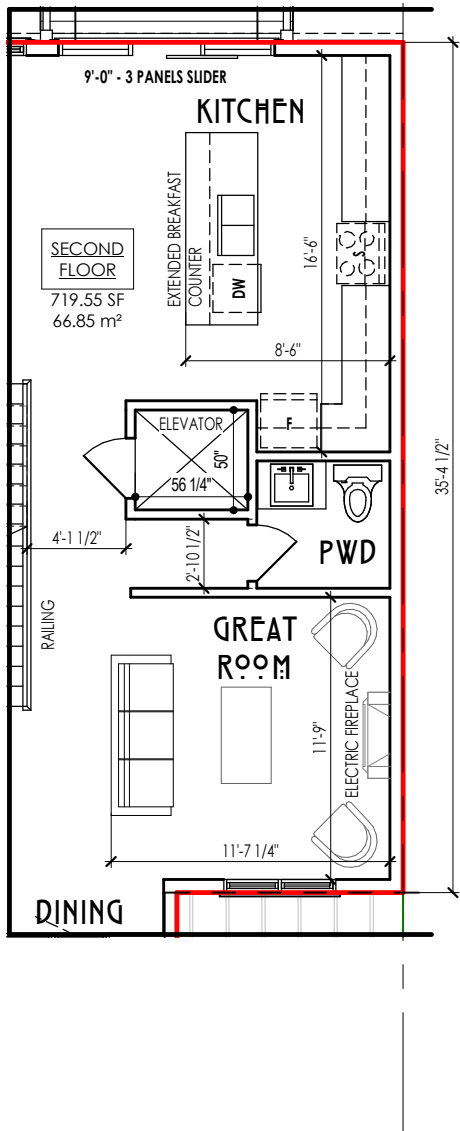 9'-0" - 3 PANELS SLIDER
KITCHEN
EXTENDED BREAKFAST
COUNTER
DW
16'-6"
S
SECOND
FLOOR
719.55 SF
66.85 m²
8'-6"
F
ELEVATOR
50"
56 1/4"
35'-4 1/2"
4'-1 1/2"
2'-10 1/2"
PWD
RAILING
GREAT
ROOM
11'-9"
ELECTRIC FIREPLACE
11'-7 1/4"
DINING